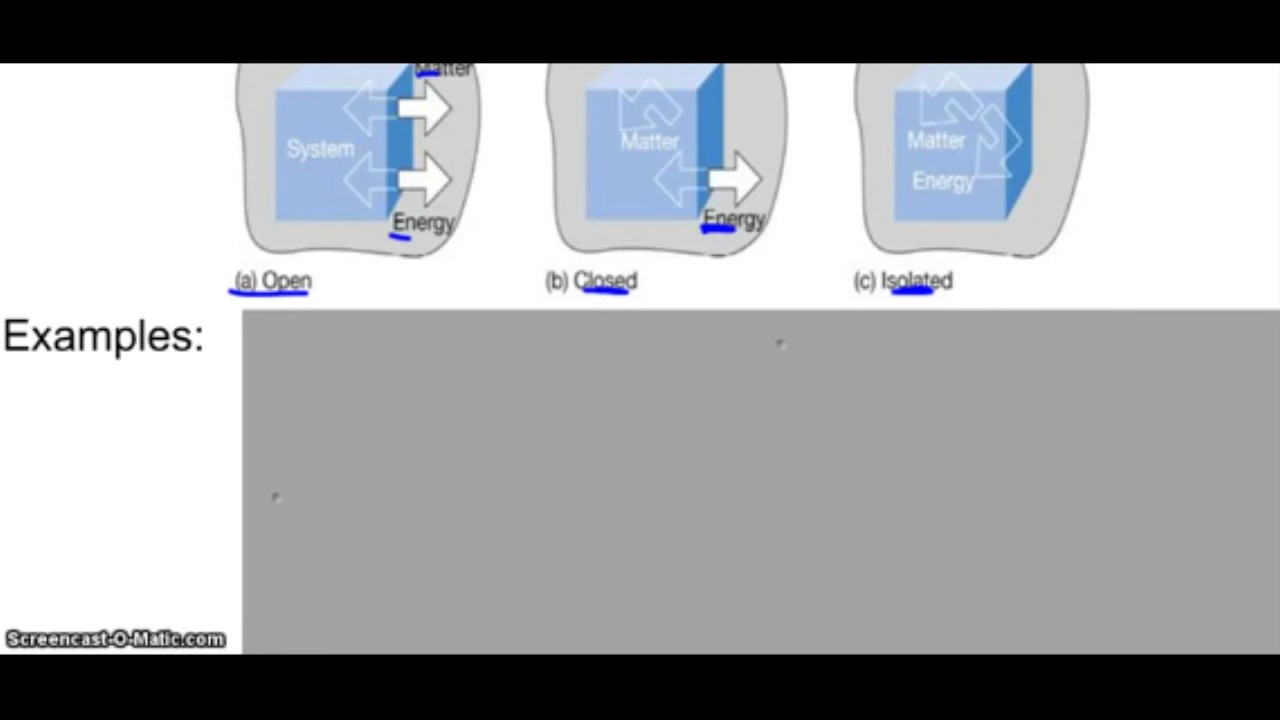 Matter
System
Matter
Matter
Energy
Energy
Energy
(a) Open
(b) Closed
(c) Isolated
Examples:
Screencast-O-Matic.com